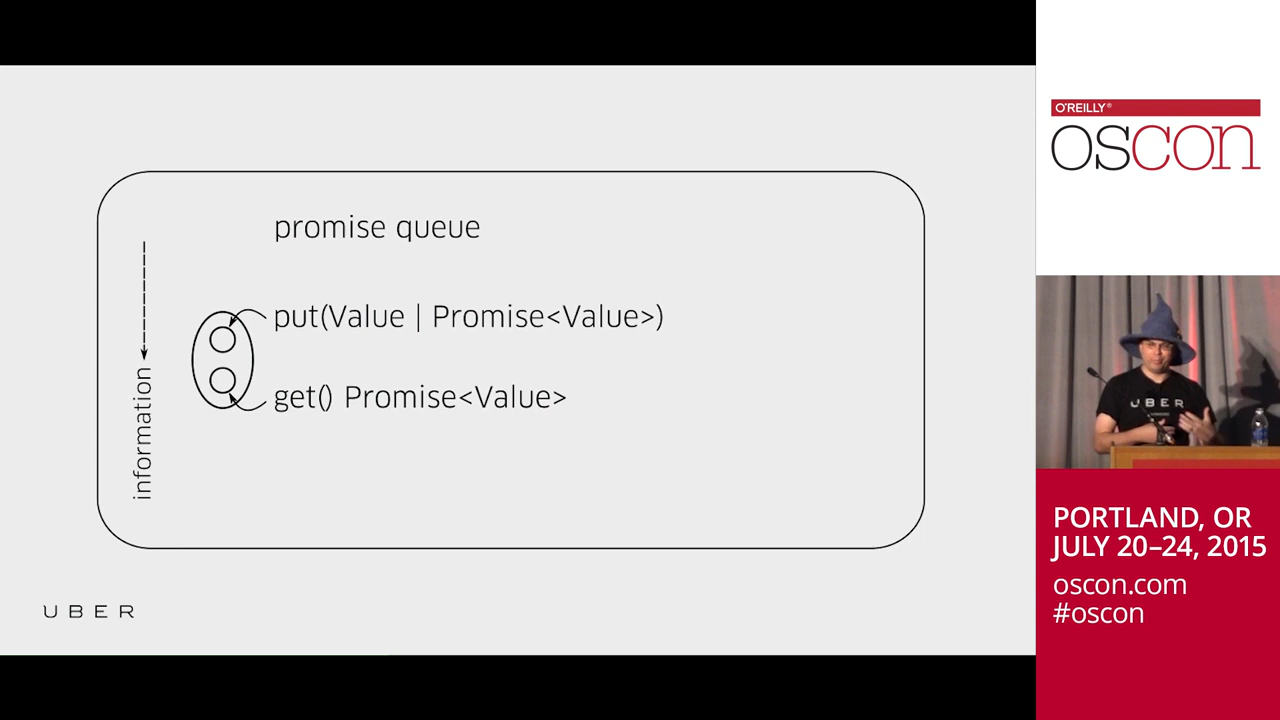 promise queue
put(Value | Promise<Value>)
get() Promise<Value>
information
UBER
O'REILLY®
oscon
UBER
PORTLAND, OR
JULY 20–24, 2015
oscon.com
#oscon